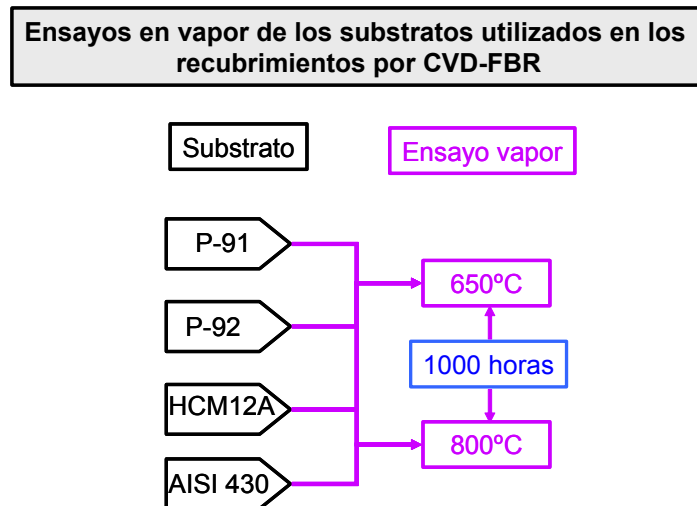 Ensayos en vapor de los substratos utilizados en los
recubrimientos por CVD-FBR
Substrato
Ensayo vapor
P-91
650ºC
P-92
1000 horas
HCM12A
800ºC
AISI 430